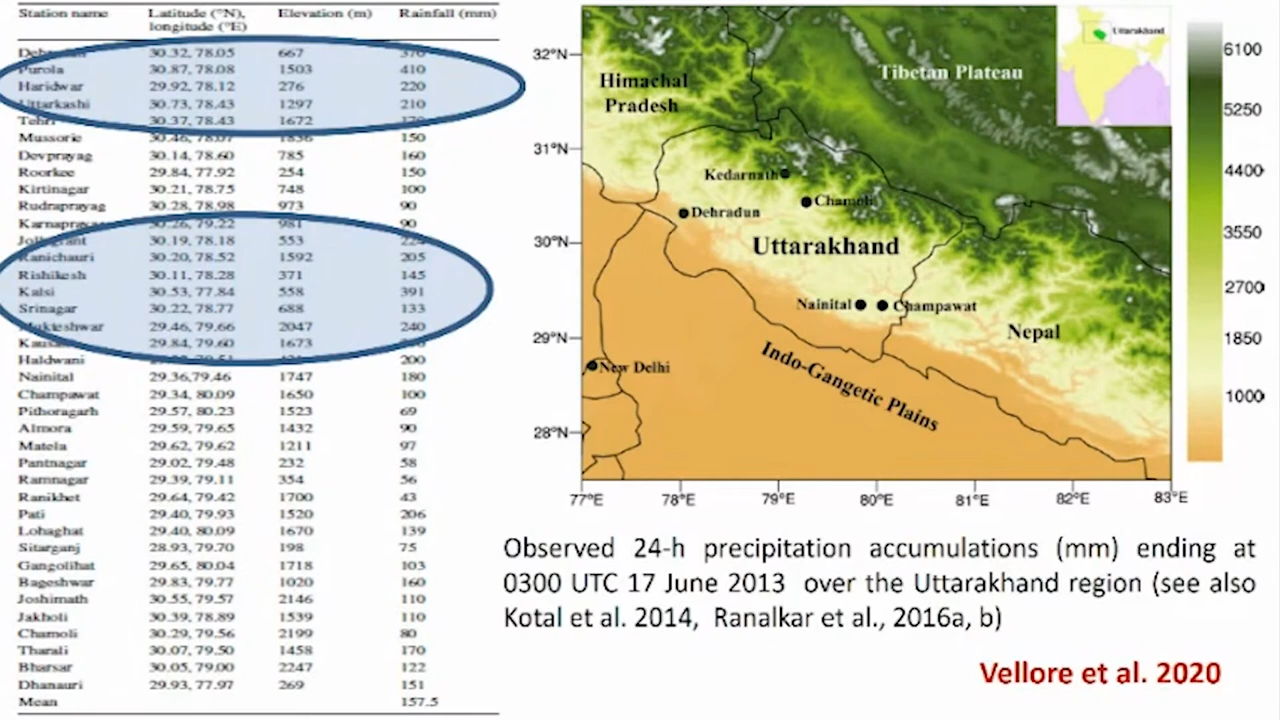 Station name Latitude (°N), longitude (°E) Elevation (m) Rainfall (mm)
30.32, 78.05 667
Purola 30.87, 78.08 1503 410
Haridwar 29.92, 78.12 276 220
Uttarkashi 30.73, 78.43 1297 210
Tehri 30.37, 78.43 1672
Mussorie 150
Devprayag 30.14, 78.60 785 160
Roorkee 29.84, 77.92 254 150
Kirtinagar 30.21, 78.75 748 100
Rudraprayag 30.28, 78.98 973 90
79.22 981 90
30.19, 78.18 553
Ranichauri 30.20, 78.52 1592 205
Rishikesh 30.11, 78.28 371 145
Kalsi 30.53, 77.84 558 391
Srinagar 30.22, 78.77 688 133
Mukteshwar 29.46, 79.66 2047 240
29.84, 79.60 1673
Haldwani 200
Nainital 29.36,79.46 1747 180
Champawat 29.34, 80.09 1650 100
Pithoragarh 29.57, 80.23 1523 69
Almora 29.59, 79.65 1432 90
Matela 29.62, 79.62 1211 97
Pantnagar 29.02, 79.48 232 58
Ramnagar 29.39, 79.11 354 56
Ranikhet 29.64, 79.42 1700 43
Pati 29.40, 79.93 1520 206
Lohaghat 29.40, 80.09 1670 139
Sitarganj 28.93, 79.70 198 75
Gangolihat 29.65, 80.04 1718 103
Bageshwar 29.83, 79.77 1020 160
Joshimath 30.55, 79.57 2146 110
Jakholi 30.39, 78.89 1539 110
Chamoli 30.29, 79.56 2199 80
Tharali 30.07, 79.50 1458 170
Bharsar 30.05, 79.00 2247 122
Dhanauri 29.93, 77.97 269 151
Mean 157.5
32°N
31°N
30°N
29°N
28°N
77°E 78°E 79°E 80°E 81°E 82°E 83°E
Himachal
Pradesh
Tibetan Plateau
Uttarakhand
Kedarnath
Chamoli
Dehradun
Uttarakhand
Nainital
Champawat
Nepal
New Delhi
Indo-Gangetic Plains
6100
5250
4400
3550
2700
1850
1000
Observed 24-h precipitation accumulations (mm) ending at
0300 UTC 17 June 2013 over the Uttarakhand region (see also
Kotal et al. 2014, Ranalkar et al., 2016a, b)
Vellore et al. 2020